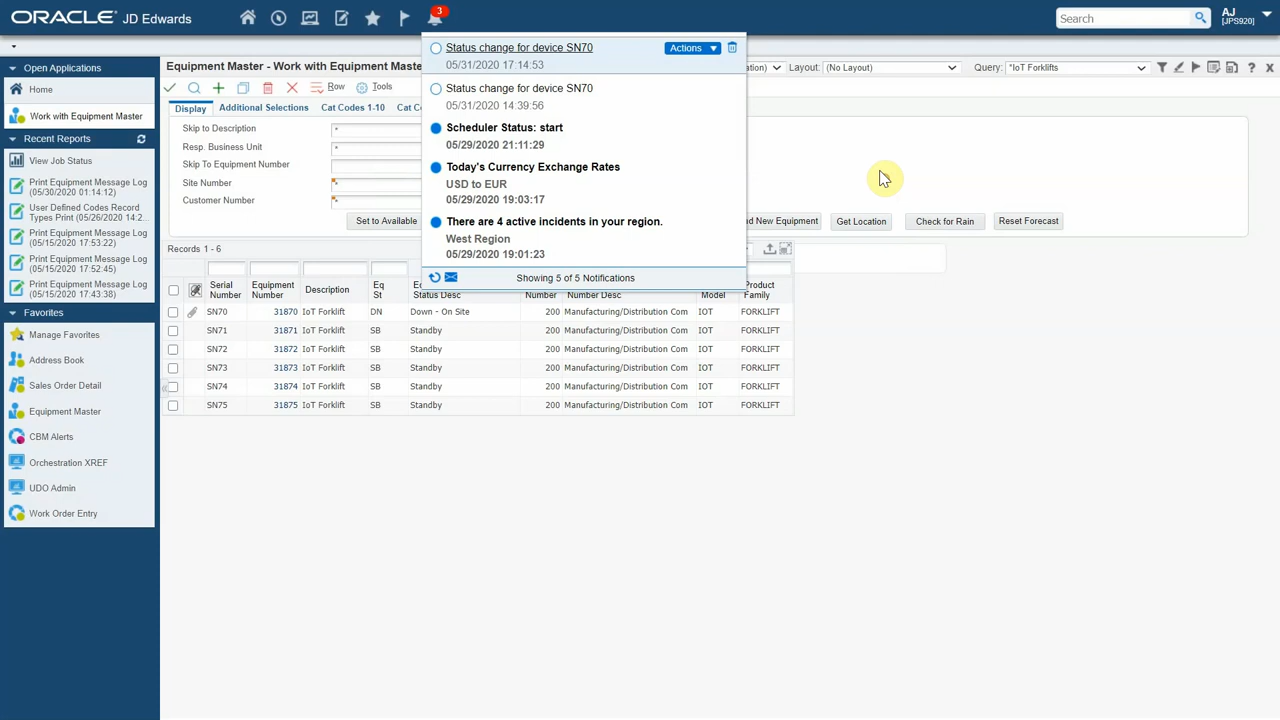 ORACLE JD Edwards
3
Search
AJ
[JPS920]
Open Applications
Home
Work with Equipment Master
Recent Reports
View Job Status
Print Equipment Message Log
(05/30/2020 01:14:12)
User Defined Codes Record
Types Print (05/26/2020 14:2...
Print Equipment Message Log
(05/15/2020 17:53:22)
Print Equipment Message Log
(05/15/2020 17:52:45)
Print Equipment Message Log
(05/15/2020 17:43:38)
Favorites
Manage Favorites
Address Book
Sales Order Detail
Equipment Master
CBM Alerts
Orchestration XREF
UDO Admin
Work Order Entry
Equipment Master - Work with Equipment Maste
Layout: (No Layout) Query: *IoT Forklifts
Row Tools
Display Additional Selections Cat Codes 1-10 Cat Co
Skip to Description *
Resp. Business Unit *
Skip To Equipment Number
Site Number *
Customer Number *
Set to Available
d New Equipment Get Location Check for Rain Reset Forecast
Status change for device SN70 Actions
05/31/2020 17:14:53
Status change for device SN70
05/31/2020 14:39:56
Scheduler Status: start
05/29/2020 21:11:29
Today's Currency Exchange Rates
USD to EUR
05/29/2020 19:03:17
There are 4 active incidents in your region.
West Region
05/29/2020 19:01:23
Showing 5 of 5 Notifications
Records 1 - 6
Serial Number Equipment Number Description Eq St Status Desc Number Number Desc Model Product Family
SN70 31870 IoT Forklift DN Down - On Site 200 Manufacturing/Distribution Com IOT FORKLIFT
SN71 31871 IoT Forklift SB Standby 200 Manufacturing/Distribution Com IOT FORKLIFT
SN72 31872 IoT Forklift SB Standby 200 Manufacturing/Distribution Com IOT FORKLIFT
SN73 31873 IoT Forklift SB Standby 200 Manufacturing/Distribution Com IOT FORKLIFT
SN74 31874 IoT Forklift SB Standby 200 Manufacturing/Distribution Com IOT FORKLIFT
SN75 31875 IoT Forklift SB Standby 200 Manufacturing/Distribution Com IOT FORKLIFT